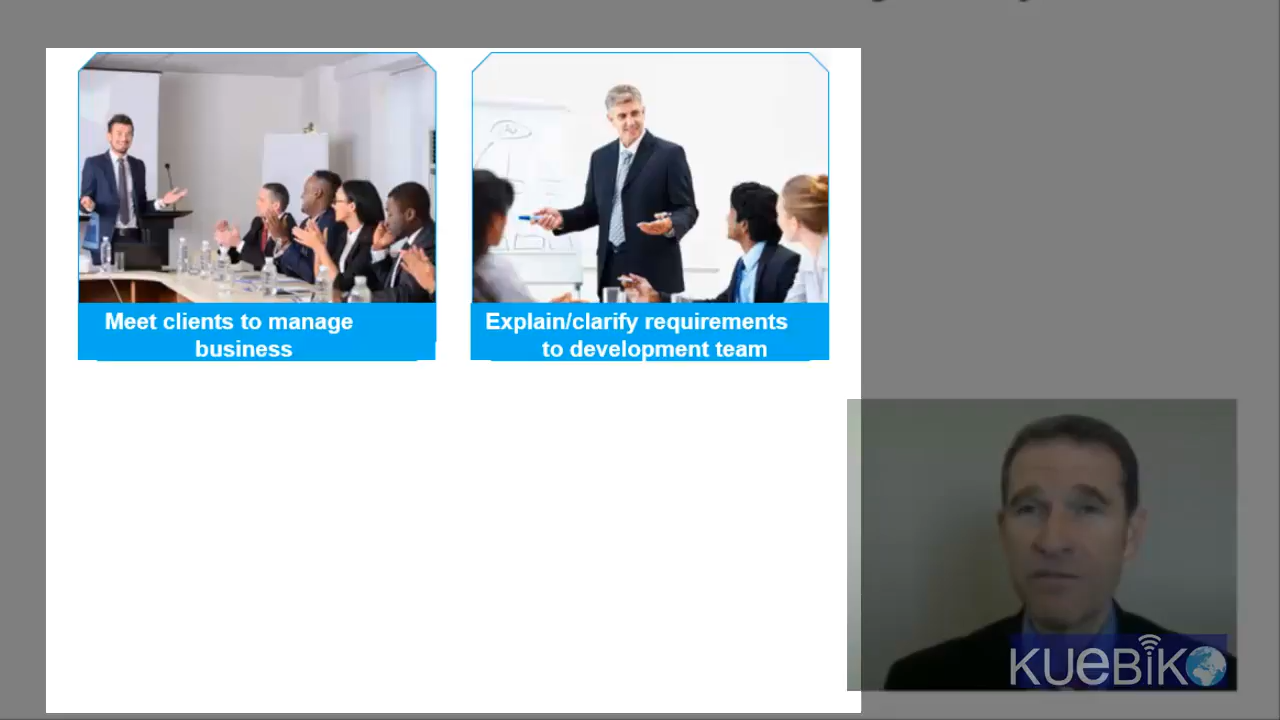 Meet clients to manage
business
Explain/clarify requirements
to development team
KUEBiKO